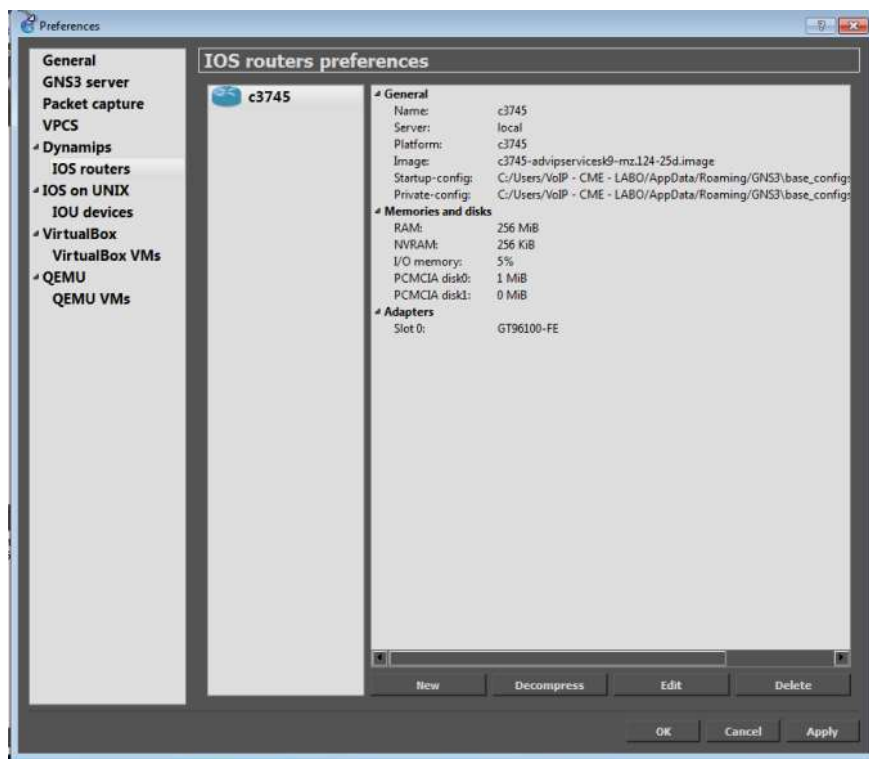 Preferences
General
GNS3 server
Packet capture
VPCS
Dynamips
IOS routers
IOS on UNIX
IOU devices
VirtualBox
VirtualBox VMs
QEMU
QEMU VMs
IOS routers preferences
c3745
General
Name: c3745
Server: local
Platform: c3745
Image: c3745-advipservicesk9-mz.124-25d.image
Startup-config: C:/Users/VoIP - CME - LABO/AppData/Roaming/GNS3\base_configs
Private-config: C:/Users/VoIP - CME - LABO/AppData/Roaming/GNS3\base_configs
Memories and disks
RAM: 256 MiB
NVRAM: 256 KiB
I/O memory: 5%
PCMCIA disk0: 1 MiB
PCMCIA disk1: 0 MiB
Adapters
Slot 0: GT96100-FE
New Decompress Edit Delete
OK Cancel Apply